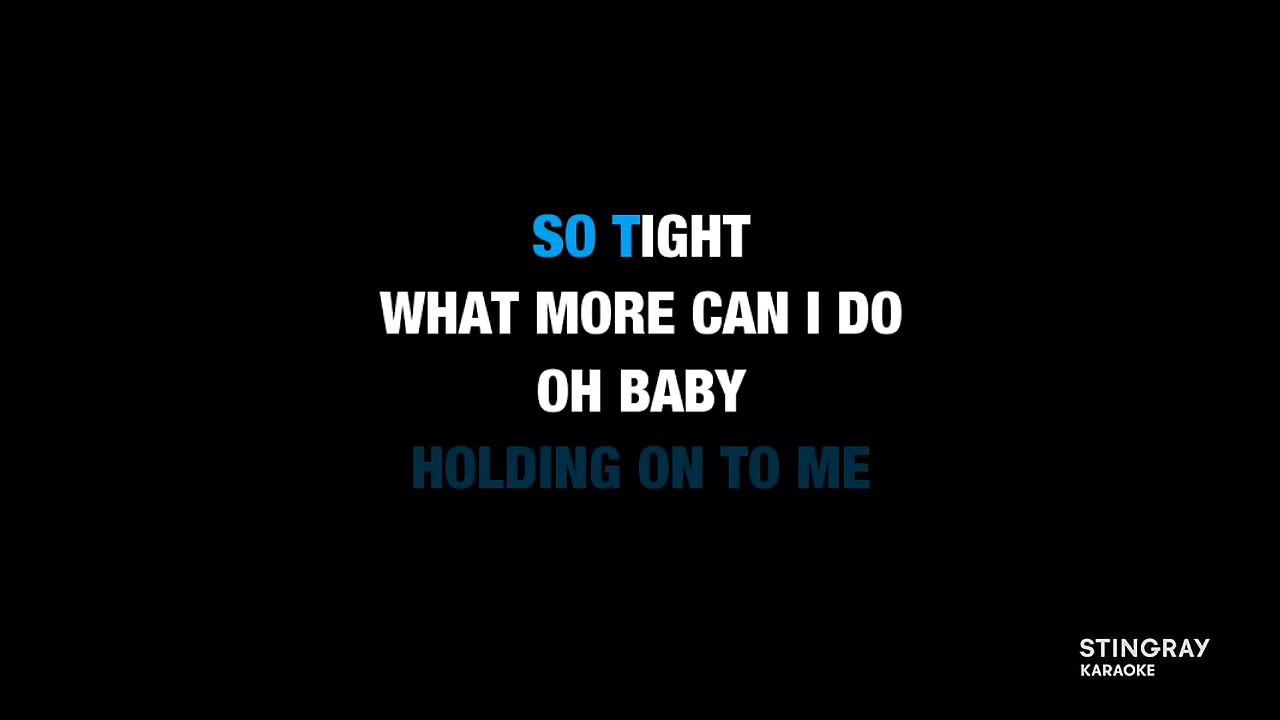 SO TIGHT
WHAT MORE CAN I DO
OH BABY
HOLDING ON TO ME
STINGRAY
KARAOKE